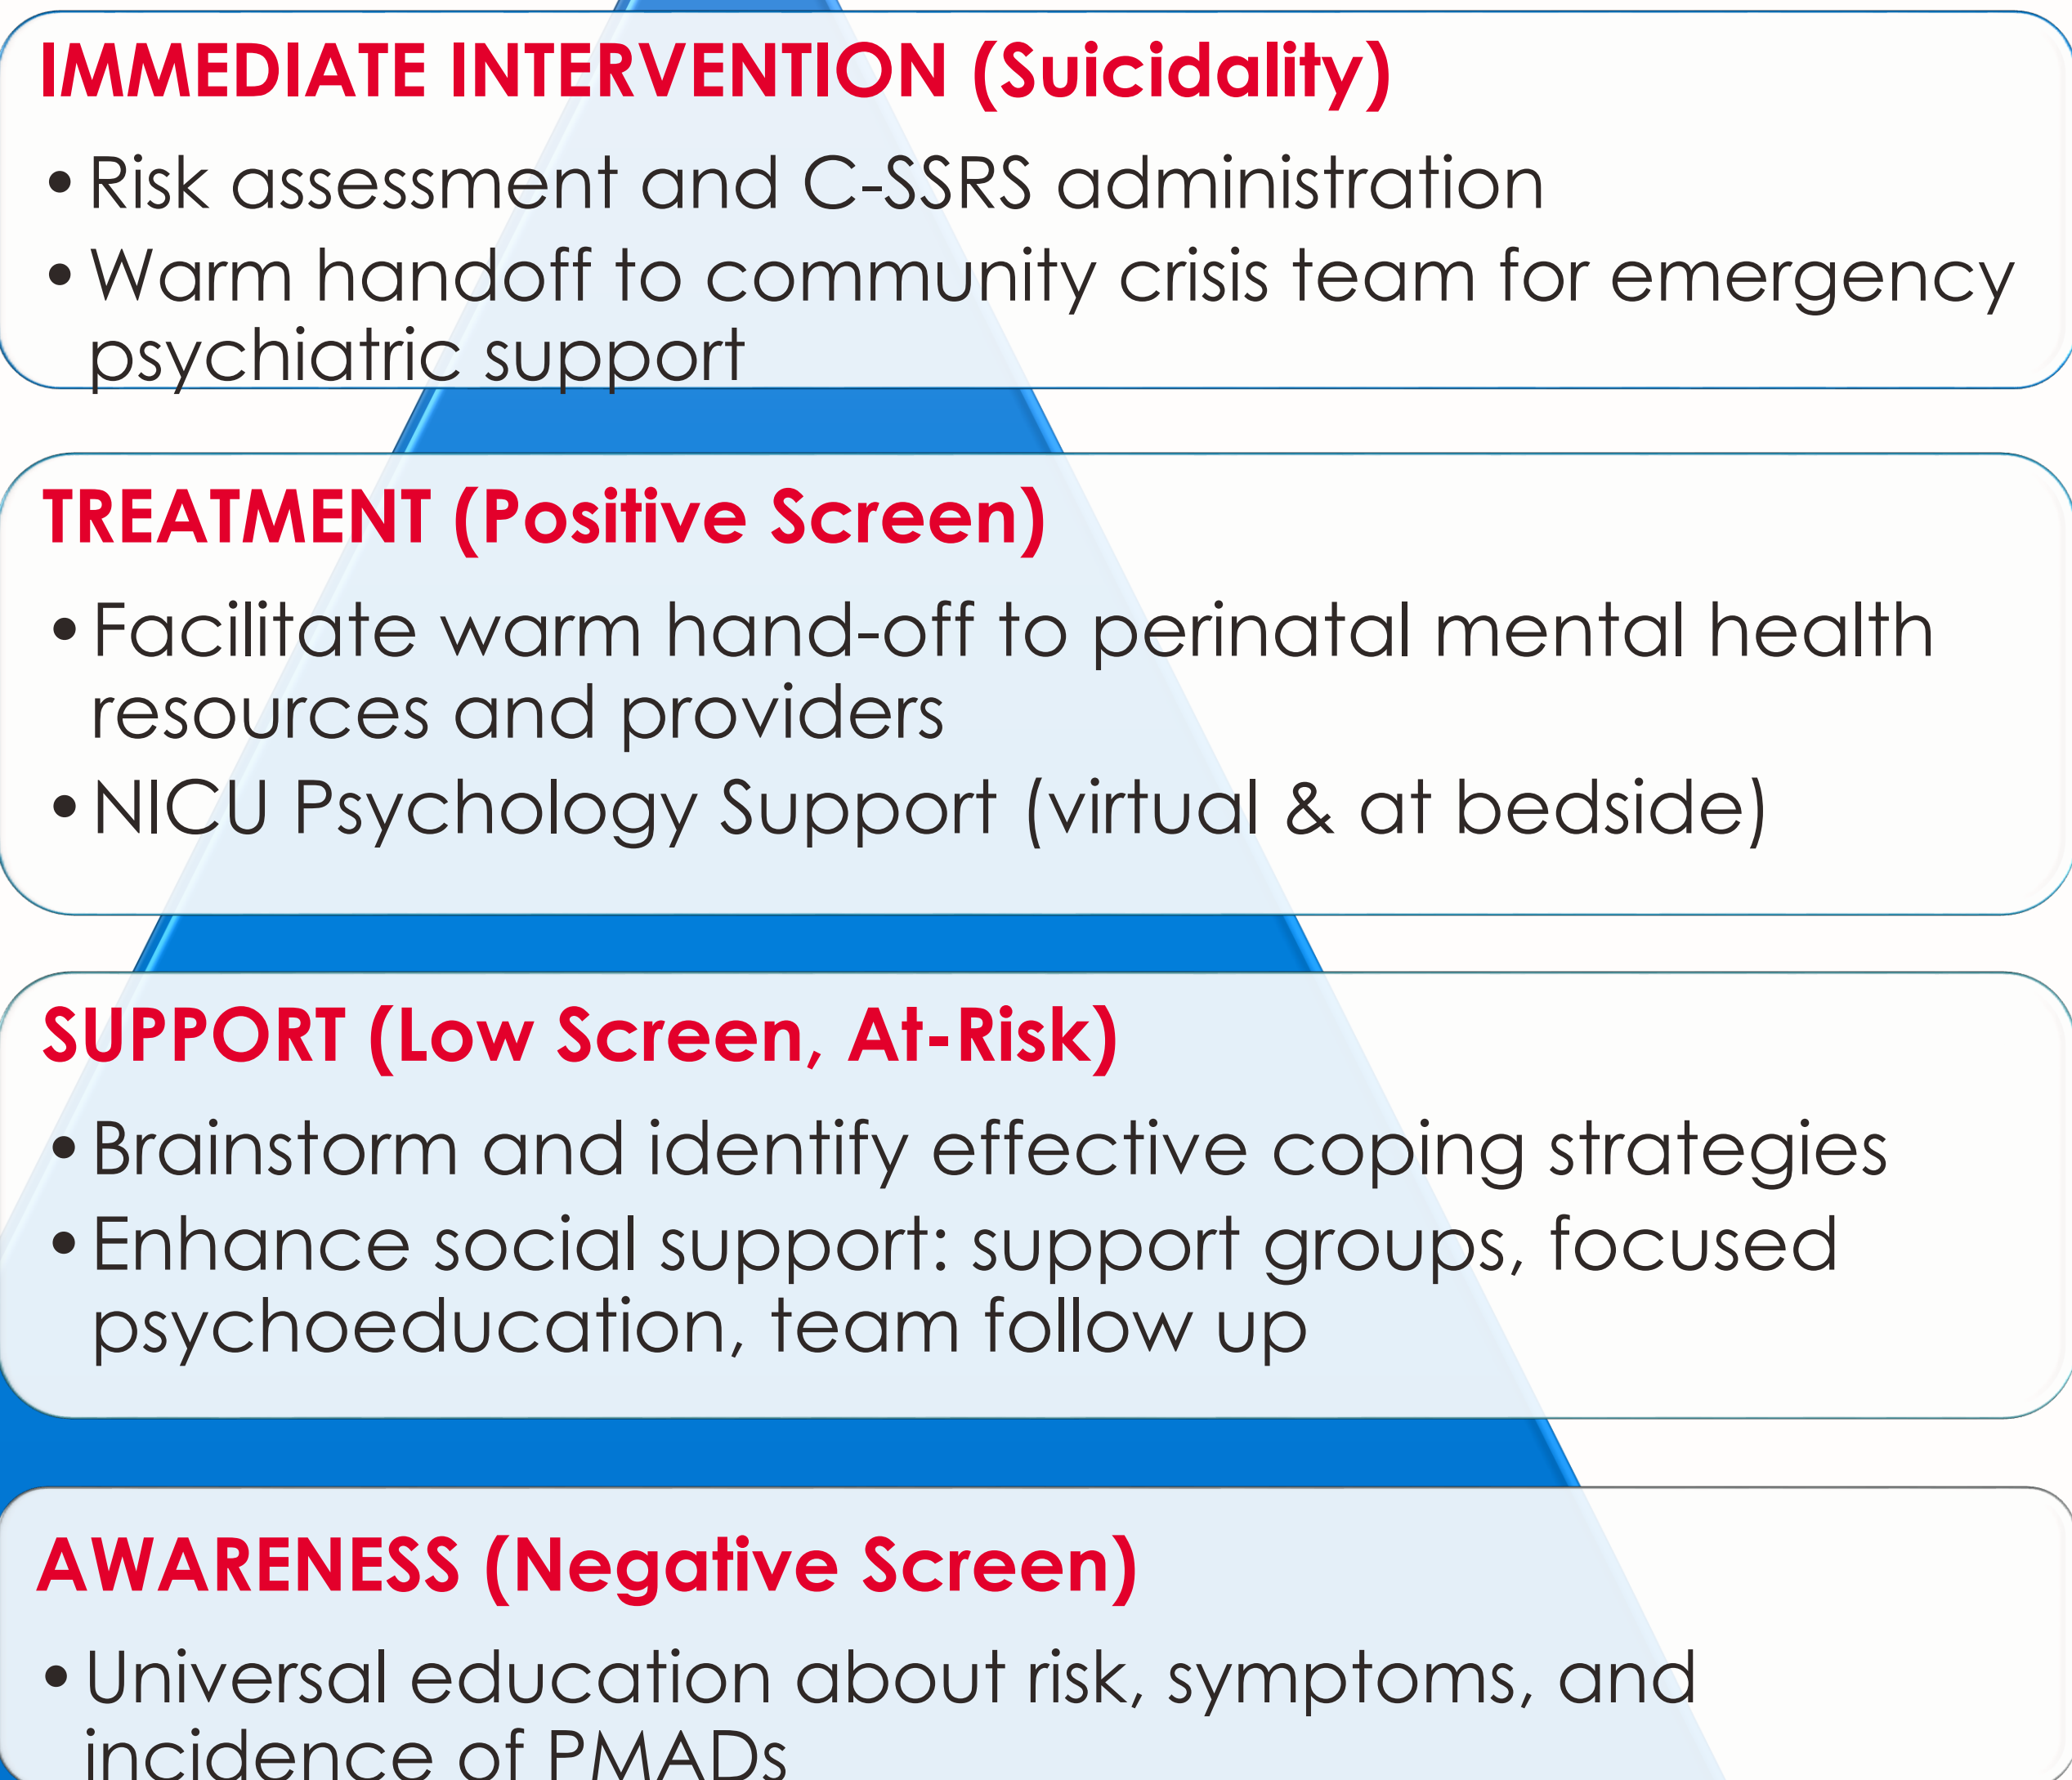 IMMEDIATE INTERVENTION (Suicidality)
• Risk assessment and C-SSRS administration
• Warm handoff to community crisis team for emergency
psychiatric support
TREATMENT (Positive Screen)
• Facilitate warm hand-off to perinatal mental health
resources and providers
• NICU Psychology Support (virtual & at bedside)
SUPPORT (Low Screen, At-Risk)
• Brainstorm and identify effective coping strategies
• Enhance social support: support groups, focused
psychoeducation, team follow up
AWARENESS (Negative Screen)
• Universal education about risk, symptoms, and
incidence of PMADs